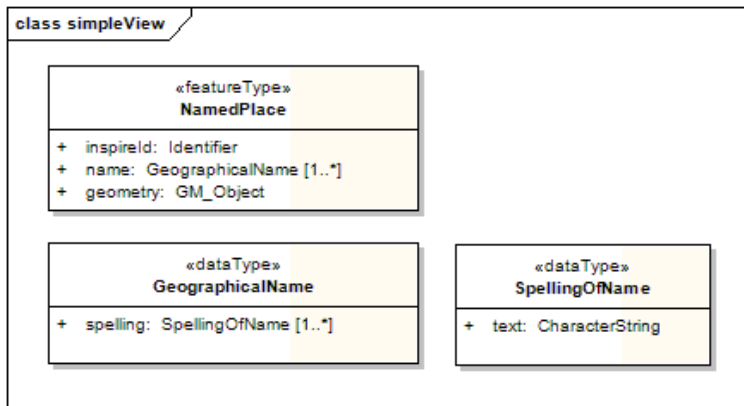 class simpleView
«featureType»
NamedPlace
+ inspireId: Identifier
+ name: GeographicalName [1..*]
+ geometry: GM_Object
«dataType»
GeographicalName
+ spelling: SpellingOfName [1..*]
«dataType»
SpellingOfName
+ text: CharacterString